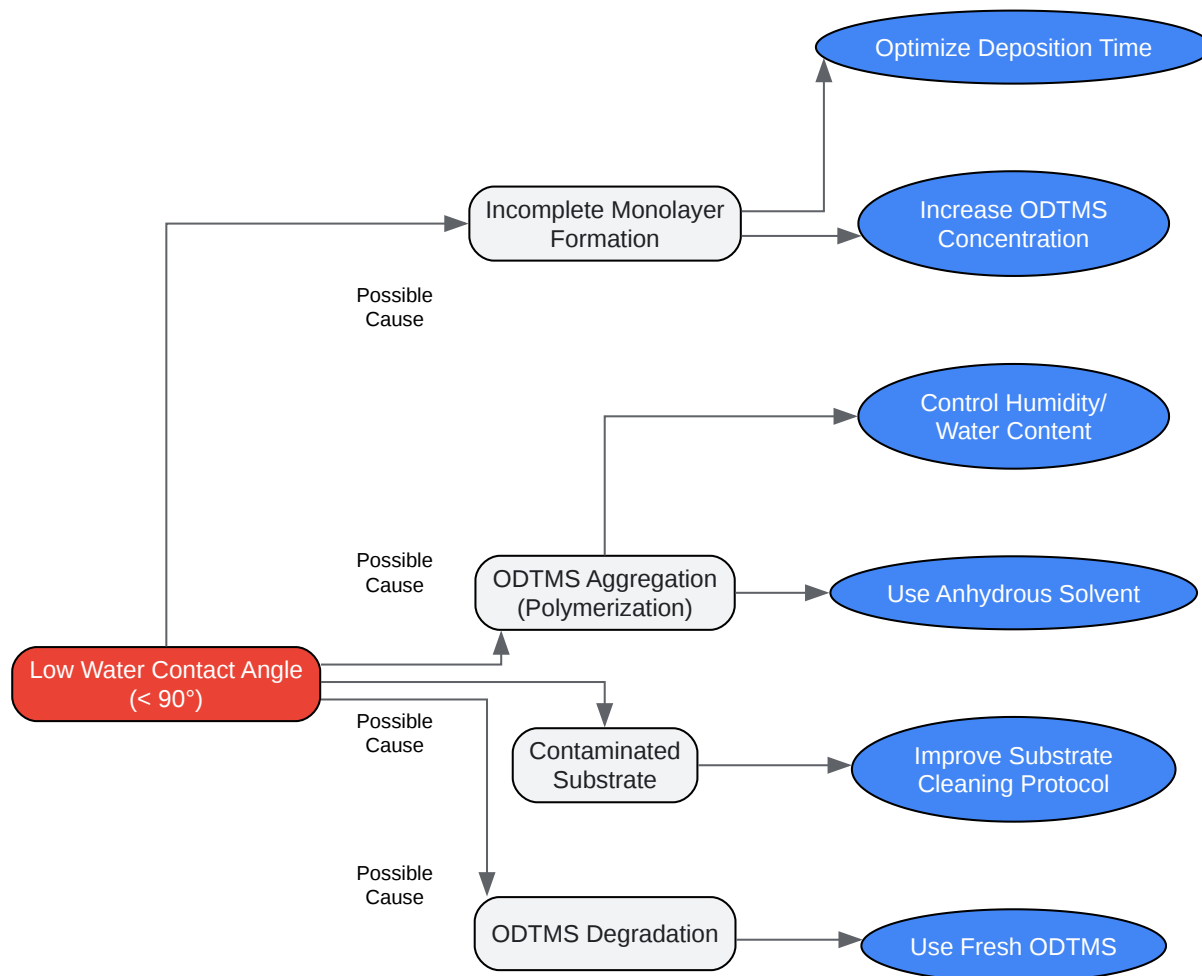 Optimize Deposition Time
Incomplete Monolayer
Formation
Increase ODTMS
Concentration
Possible
Cause
Control Humidity/
Water Content
Possible
Cause
ODTMS Aggregation
(Polymerization)
Use Anhydrous Solvent
Low Water Contact Angle
(< 90°)
Possible
Cause
Contaminated
Substrate
Improve Substrate
Cleaning Protocol
Possible
Cause
ODTMS Degradation
Use Fresh ODTMS